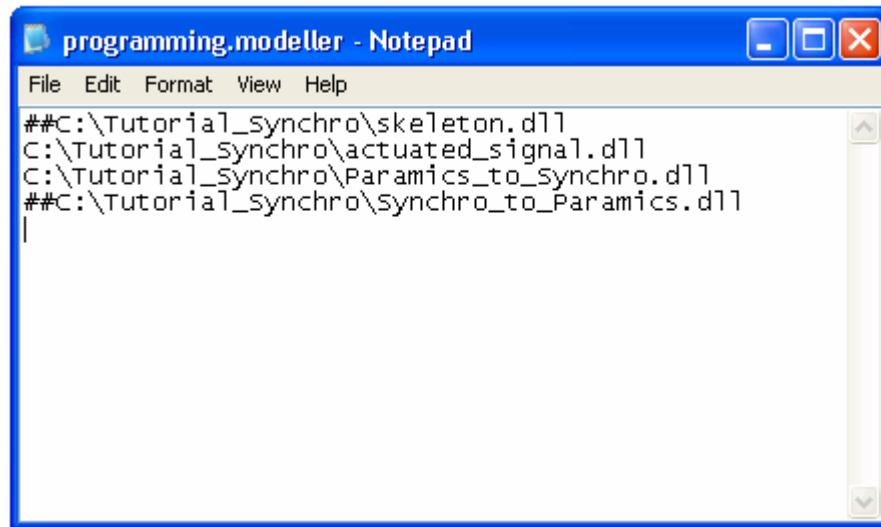 programming.modeller - Notepad
File Edit Format View Help
##C:\Tutorial_Synchro\skeleton.dll
C:\Tutorial_Synchro\actuated_signal.dll
C:\Tutorial_Synchro\Paramics_to_Synchro.dll
##C:\Tutorial_Synchro\Synchro_to_Paramics.dll